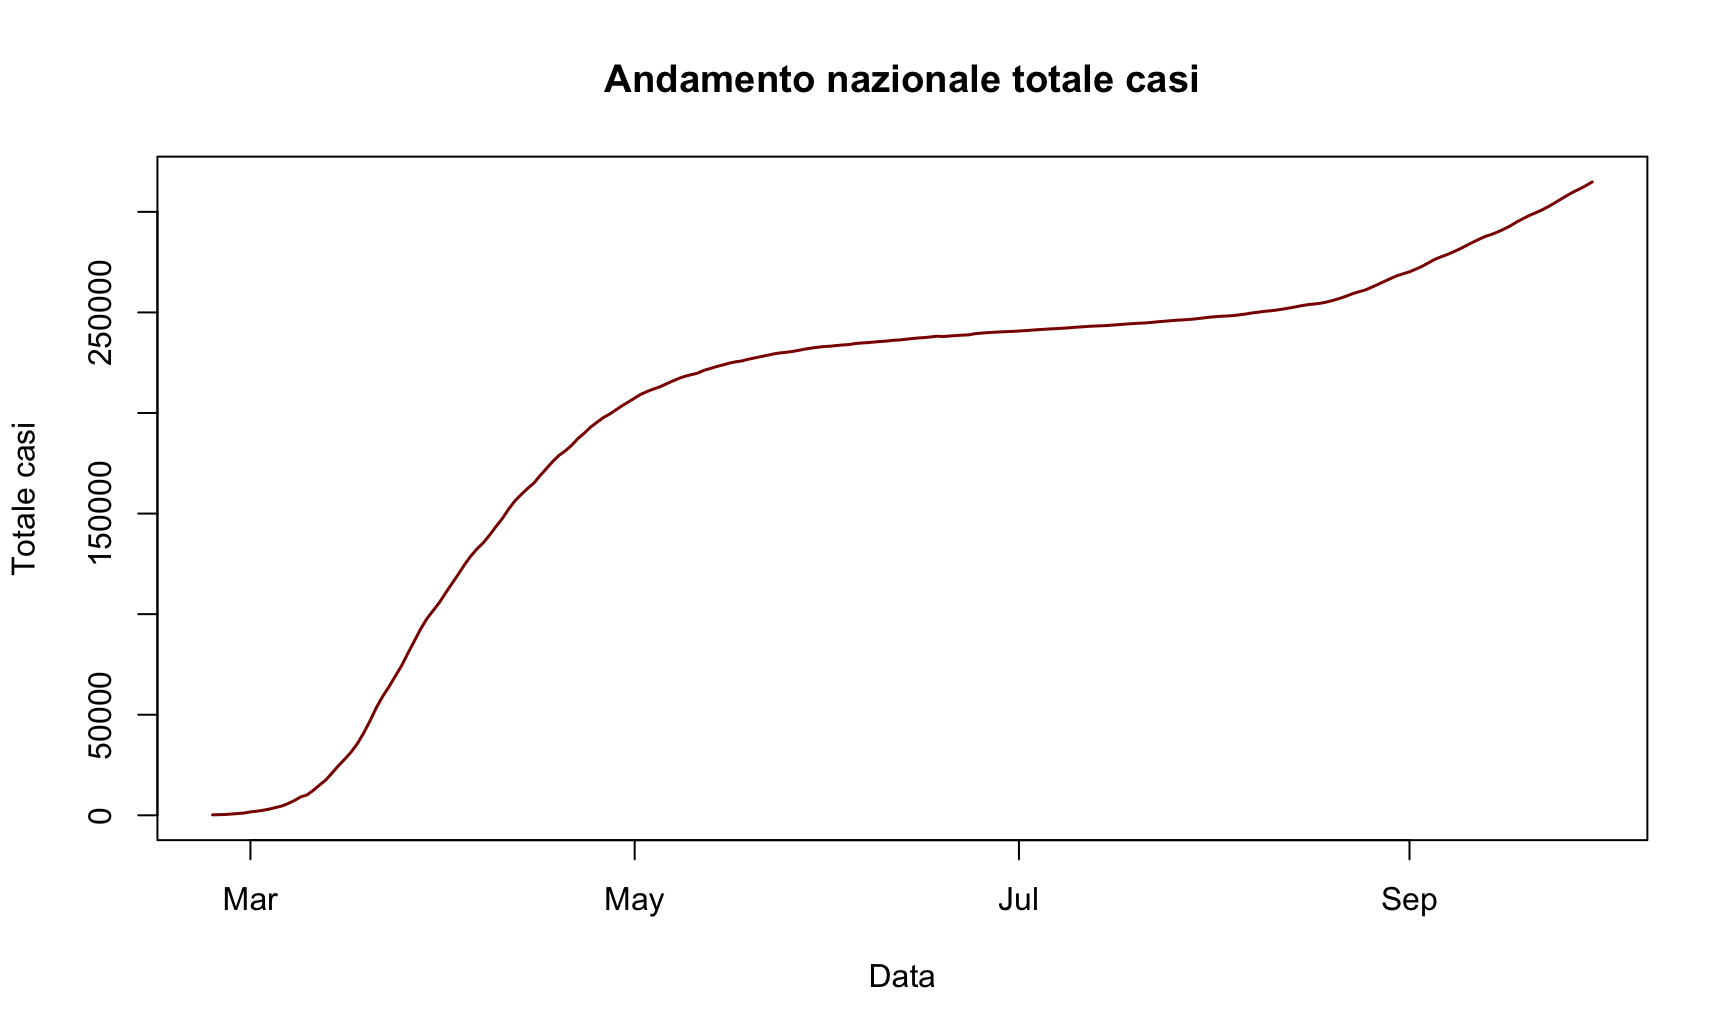 Andamento nazionale totale casi
Totale casi
250000
150000
50000
0
Mar May Jul Sep
Data